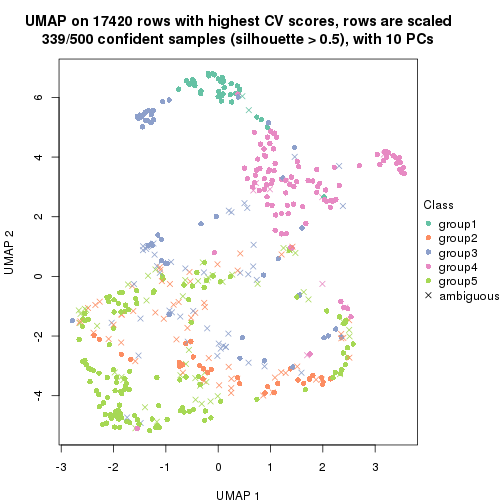 UMAP on 17420 rows with highest CV scores, rows are scaled
339/500 confident samples (silhouette > 0.5), with 10 PCs
6
4
2
0
-2
-4
UMAP 2
-3
-2
-1
0
1
2
3
UMAP 1
Class
group1
group2
group3
group4
group5
ambiguous